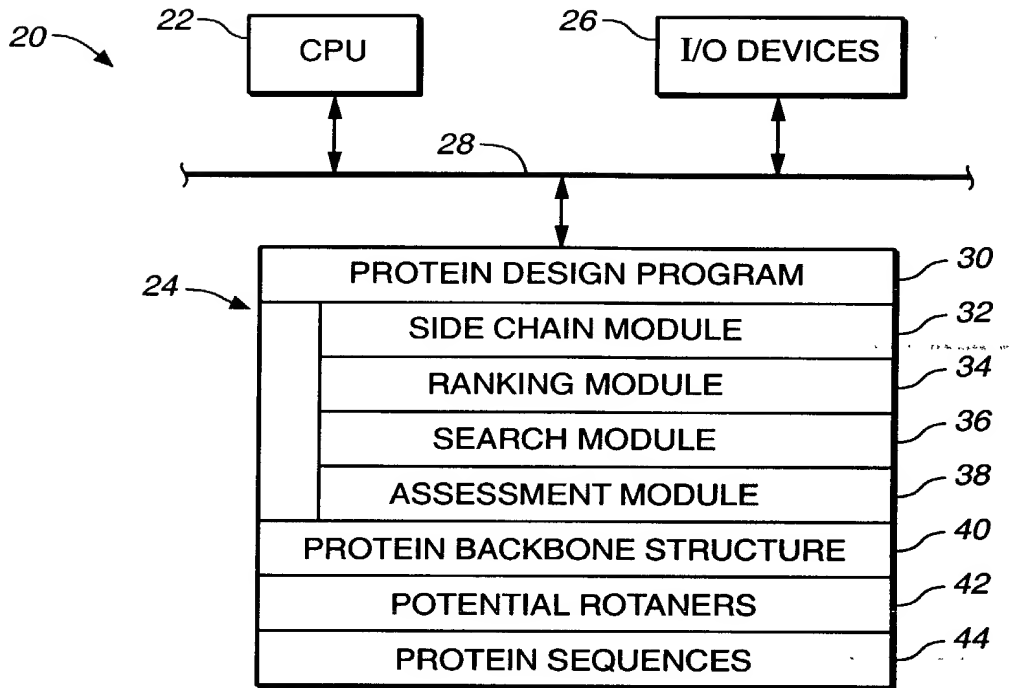 20
22
CPU
26
I/O DEVICES
28
24
PROTEIN DESIGN PROGRAM
30
SIDE CHAIN MODULE
32
RANKING MODULE
34
SEARCH MODULE
36
ASSESSMENT MODULE
38
PROTEIN BACKBONE STRUCTURE
40
POTENTIAL ROTANERS
42
PROTEIN SEQUENCES
44